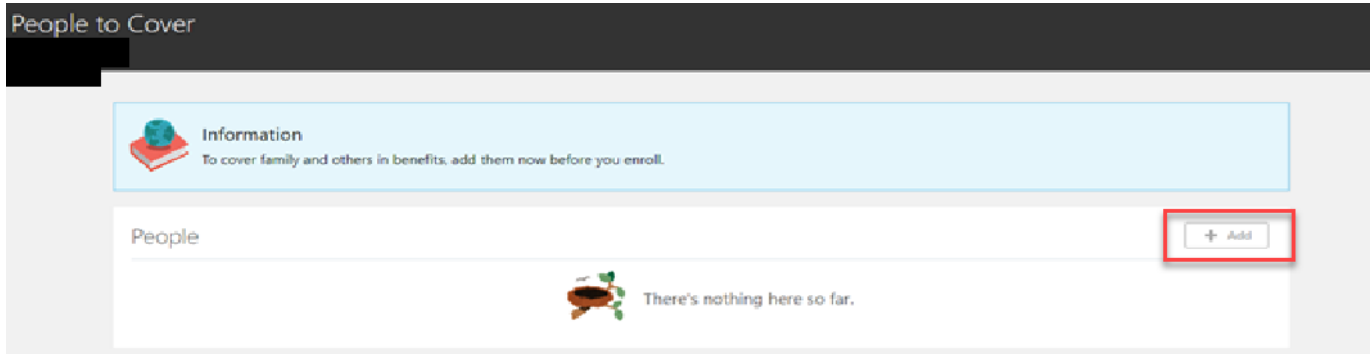 People to Cover
Information
To cover family and others in benefits, add them now before you enroll.
People
+ Add
There's nothing here so far.